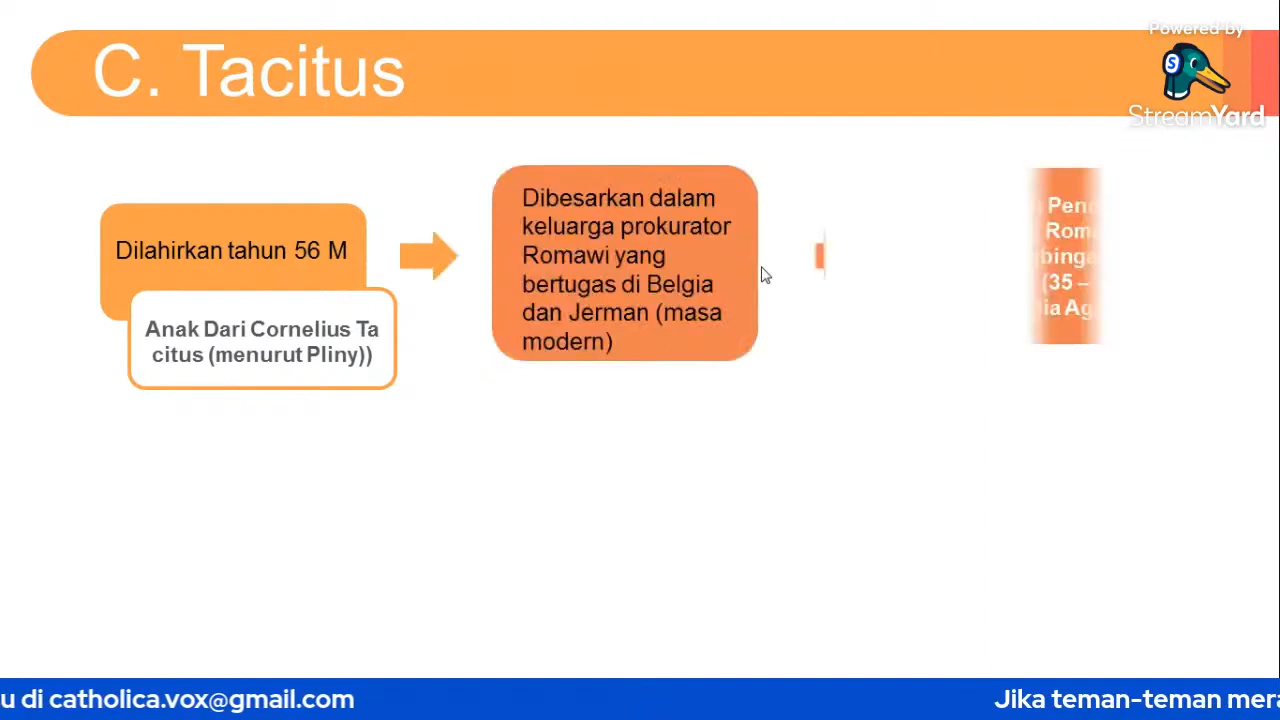 C. Tacitus
Powered by
StreamYard
Dilahirkan tahun 56 M
Anak Dari Cornelius Ta
citus (menurut Pliny))
Dibesarkan dalam
keluarga prokurator
Romawi yang
bertugas di Belgia
dan Jerman (masa
modern)
(35 –
u di catholica.vox@gmail.com
Jika teman-teman